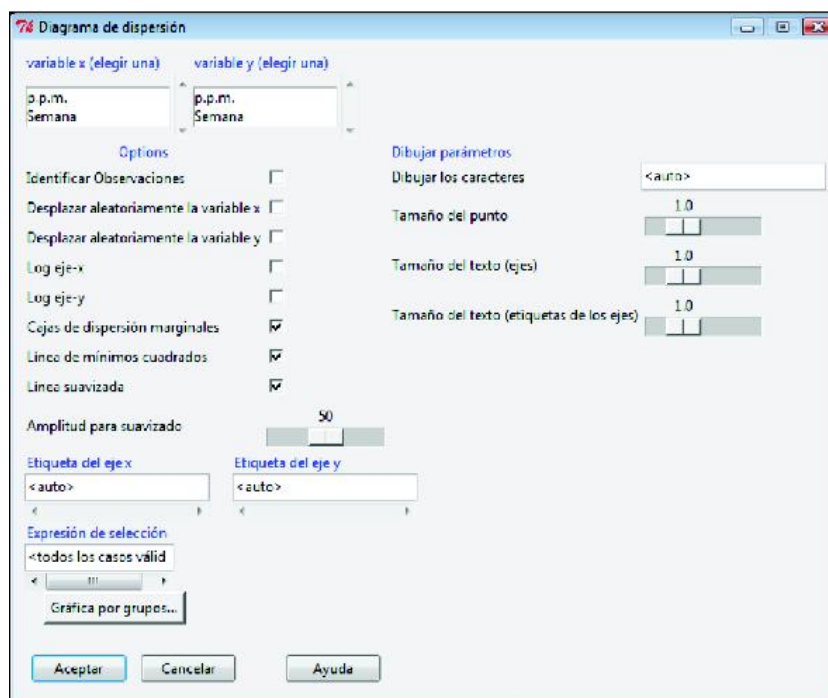 Diagrama de dispersión
variable x (elegir una) variable y (elegir una)
p.p.m. p.p.m.
Semana Semana
Options
Identificar Observaciones
Desplazar aleatoriamente la variable x
Desplazar aleatoriamente la variable y
Log eje-x
Log eje-y
Cajas de dispersión marginales
Línea de mínimos cuadrados
Línea suavizada
Amplitud para suavizado 50
Dibujar parámetros
Dibujar los caracteres <auto>
Tamaño del punto 1.0
Tamaño del texto (ejes) 1.0
Tamaño del texto (etiquetas de los ejes) 1.0
Etiqueta del eje x Etiqueta del eje y
<auto> <auto>
Expresión de selección
<todos los casos válid
Gráfica por grupos...
Aceptar Cancelar Ayuda